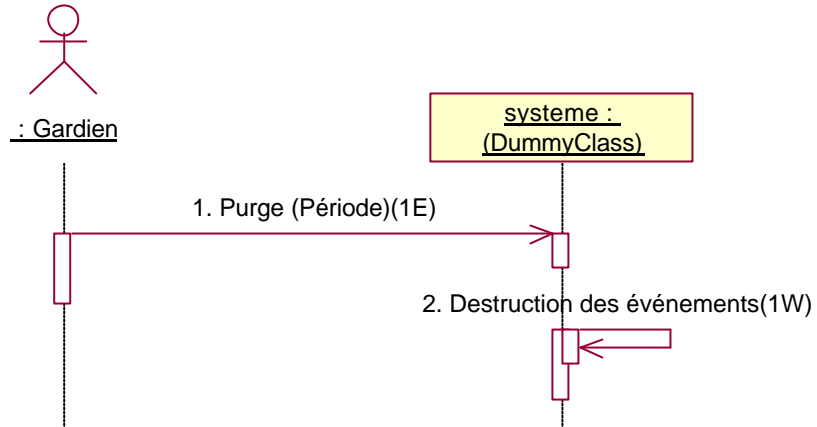 : Gardien
systeme :
(DummyClass)
1. Purge (Période)(1E)
2. Destruction des événements(1W)